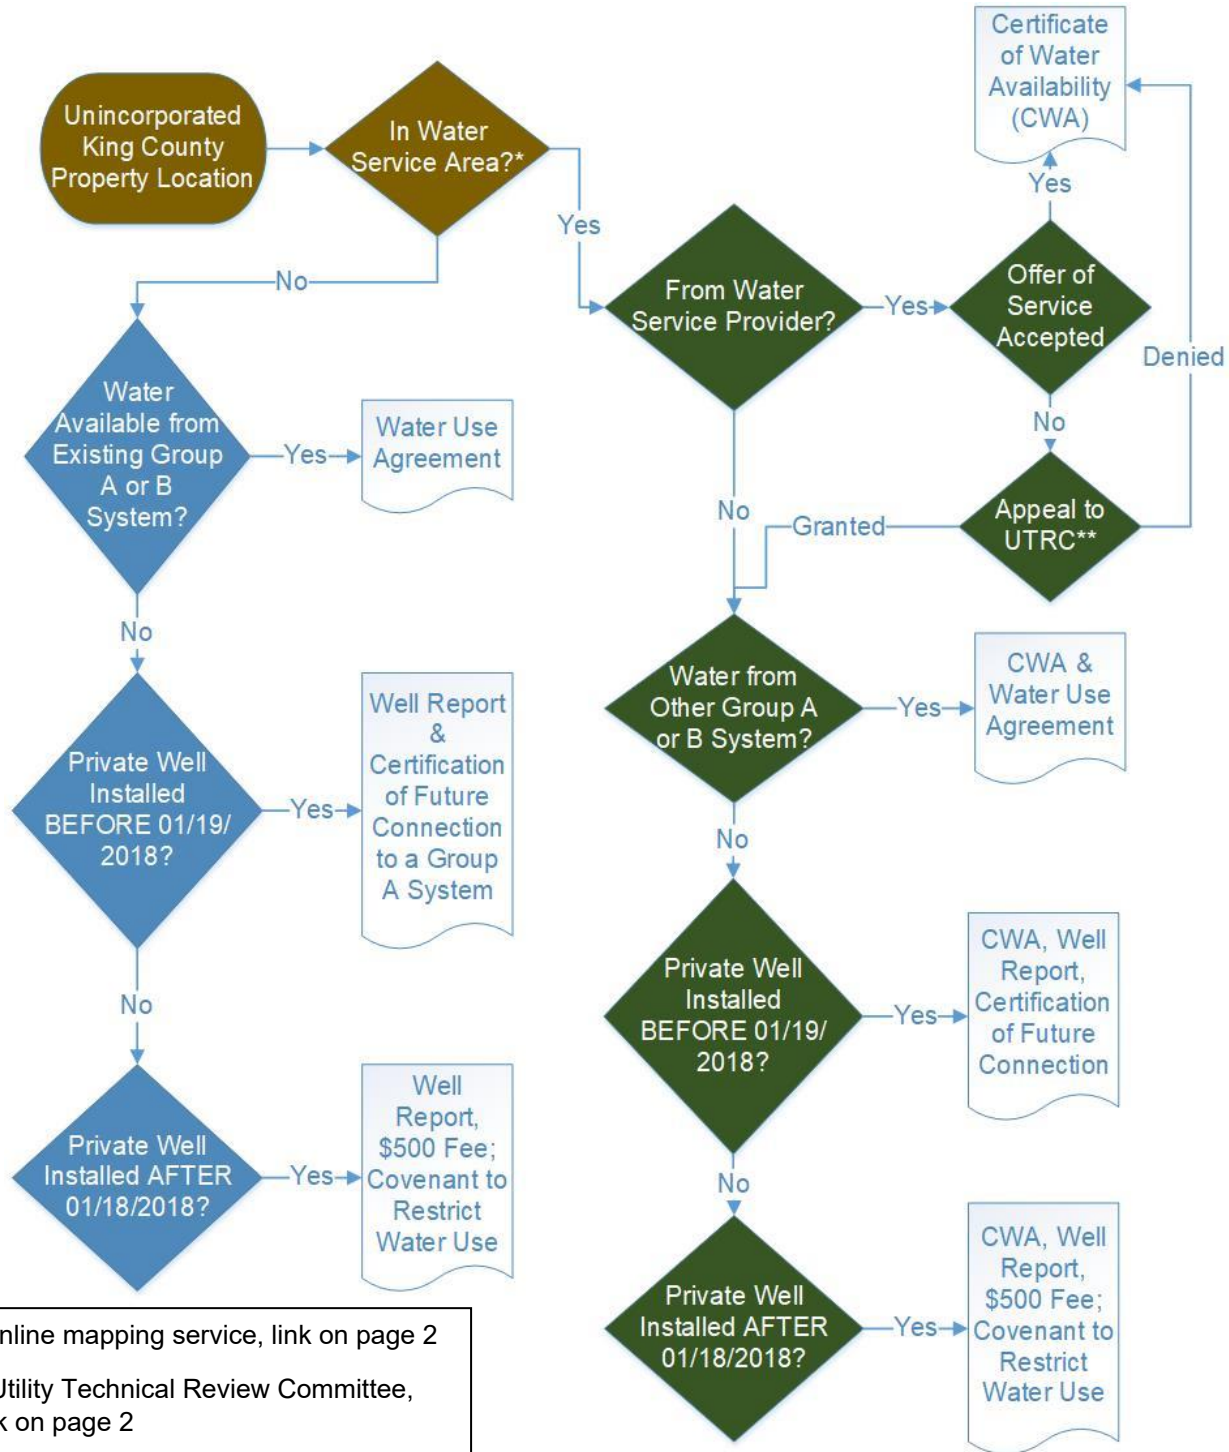 Unincorporated
King County
Property Location
In Water
Service Area?*
Yes
No
Certificate
of Water
Availability
(CWA)
Yes
From Water
Service Provider?
Yes
Offer of
Service
Accepted
Denied
No
Appeal to
UTRC**
Granted
No
Water
Available from
Existing Group
A or B
System?
Yes
Water Use
Agreement
No
Water from
Other Group A
or B System?
Yes
CWA &
Water Use
Agreement
No
Private Well
Installed
BEFORE 01/19/
2018?
Yes
Well Report
&
Certification
of Future
Connection
to a Group
A System
No
Private Well
Installed
BEFORE 01/19/
2018?
Yes
CWA, Well
Report,
Certification
of Future
Connection
No
Private Well
Installed AFTER
01/18/2018?
Yes
Well
Report,
$500 Fee;
Covenant to
Restrict
Water Use
Private Well
Installed AFTER
01/18/2018?
Yes
CWA, Well
Report,
$500 Fee;
Covenant to
Restrict
Water Use
nline mapping service, link on page 2
Utility Technical Review Committee,
k on page 2